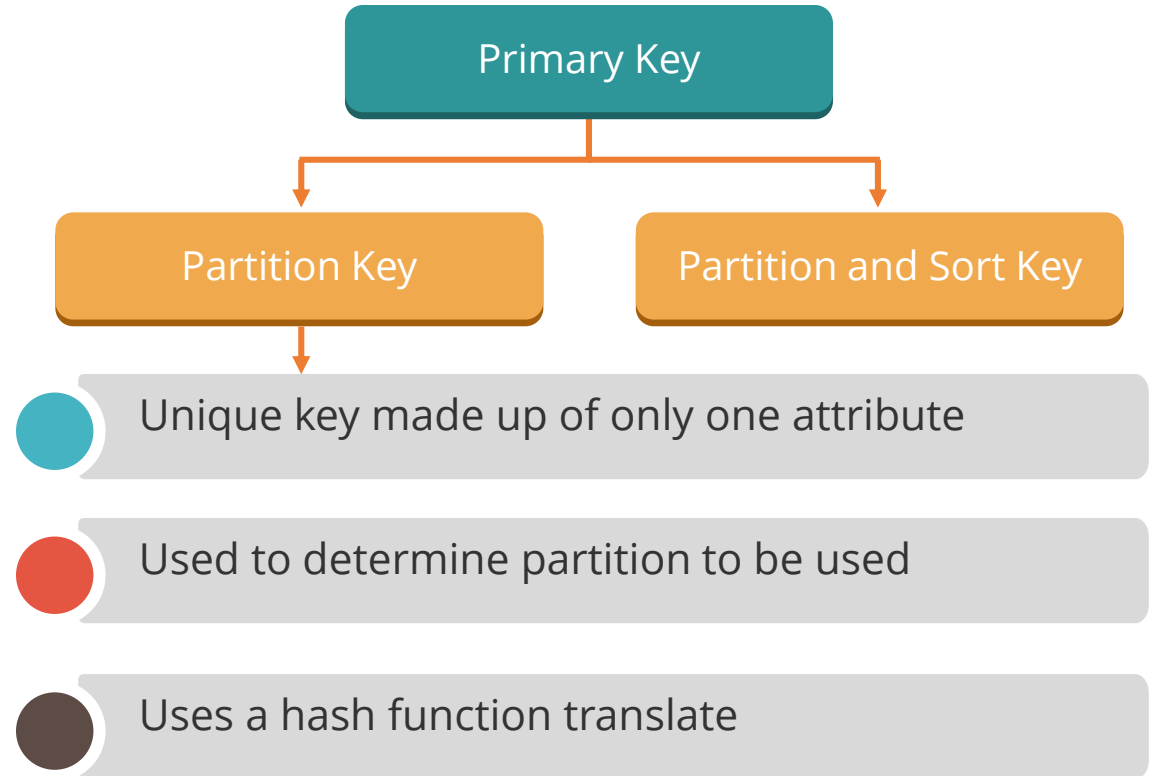 Primary Key
Partition Key
Partition and Sort Key
Unique key made up of only one attribute
Used to determine partition to be used
Uses a hash function translate